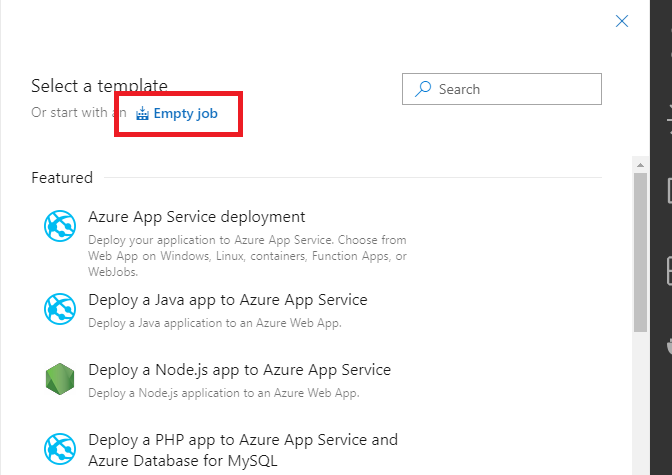 Select a template
Or start with an Empty job
Search
Featured
Azure App Service deployment
Deploy your application to Azure App Service. Choose from
Web App on Windows, Linux, containers, Function Apps, or
WebJobs.
Deploy a Java app to Azure App Service
Deploy a Java application to an Azure Web App.
Deploy a Node.js app to Azure App Service
Deploy a Node.js application to an Azure Web App.
Deploy a PHP app to Azure App Service and
Azure Database for MySQL